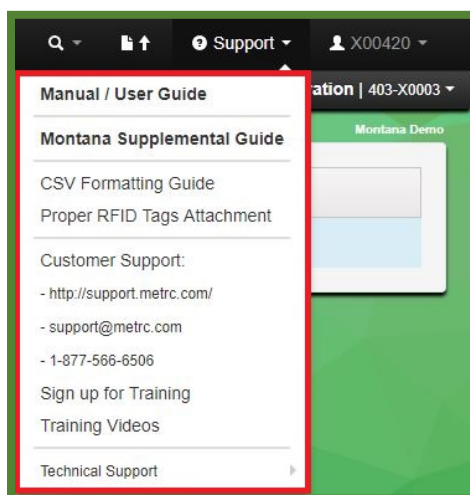 Support
X00420
ation | 403-X0003
Montana Demo
Manual / User Guide
Montana Supplemental Guide
CSV Formatting Guide
Proper RFID Tags Attachment
Customer Support:
- http://support.metrc.com/
- support@metrc.com
- 1-877-566-6506
Sign up for Training
Training Videos
Technical Support